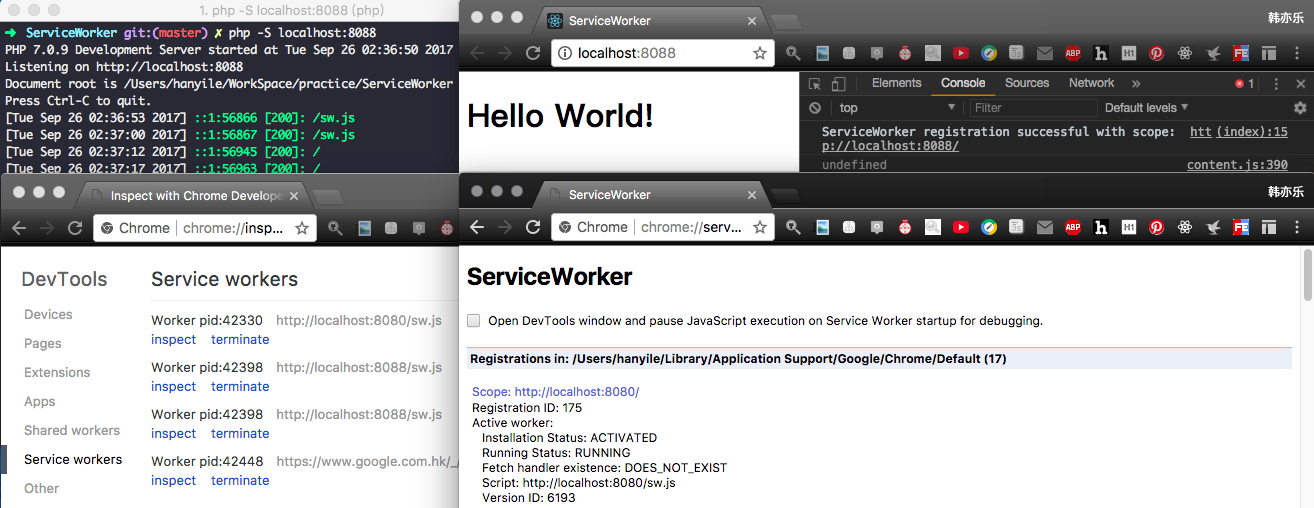 1. php -S localhost:8088 (php)
➜ ServiceWorker git:(master) ✗ php -S localhost:8088
PHP 7.0.9 Development Server started at Tue Sep 26 02:36:50 2017
Listening on http://localhost:8088
Document root is /Users/hanyile/WorkSpace/practice/ServiceWorker
Press Ctrl-C to quit.
[Tue Sep 26 02:36:53 2017] ::1:56866 [200]: /sw.js
[Tue Sep 26 02:37:00 2017] ::1:56867 [200]: /sw.js
[Tue Sep 26 02:37:12 2017] ::1:56945 [200]: /
[Tue Sep 26 02:37:17 2017] ::1:56963 [200]: /
ServiceWorker
韩亦乐
localhost:8088
ABP
h
H1
FE
Hello World!
Elements Console Sources Network » 1
top Filter Default levels
ServiceWorker registration successful with scope: htt (index):15
p://localhost:8088/
undefined content.js:390
Inspect with Chrome Develope
Chrome chrome://insp...
DevTools
Devices
Pages
Extensions
Apps
Shared workers
Service workers
Other
Service workers
Worker pid:42330 http://localhost:8080/sw.js
inspect terminate
Worker pid:42398 http://localhost:8088/sw.js
inspect terminate
Worker pid:42398 http://localhost:8088/sw.js
inspect terminate
Worker pid:42448 https://www.google.com.hk/_/
inspect terminate
ServiceWorker
韩亦乐
Chrome chrome://serv...
ABP
h
H1
FE
ServiceWorker
Open DevTools window and pause JavaScript execution on Service Worker startup for debugging.
Registrations in: /Users/hanyile/Library/Application Support/Google/Chrome/Default (17)
Scope: http://localhost:8080/
Registration ID: 175
Active worker:
Installation Status: ACTIVATED
Running Status: RUNNING
Fetch handler existence: DOES_NOT_EXIST
Script: http://localhost:8080/sw.js
Version ID: 6193